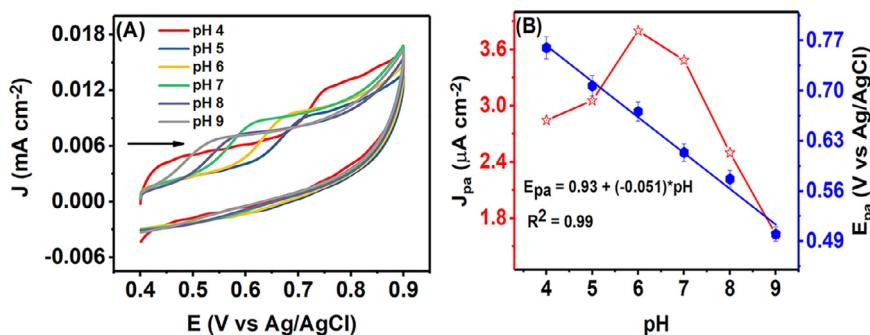 (A)
pH 4
pH 5
pH 6
pH 7
pH 8
pH 9
0.018
0.012
0.006
0.000
-0.006
J (mA cm⁻²)
0.4 0.5 0.6 0.7 0.8 0.9
E (V vs Ag/AgCl)
(B)
3.6
3.0
2.4
1.8
J_pa (μA cm⁻²)
E_pa = 0.93 + (-0.051)*pH
R² = 0.99
0.77
0.70
0.63
0.56
0.49
E_pa (V vs Ag/AgCl)
4 5 6 7 8 9
pH